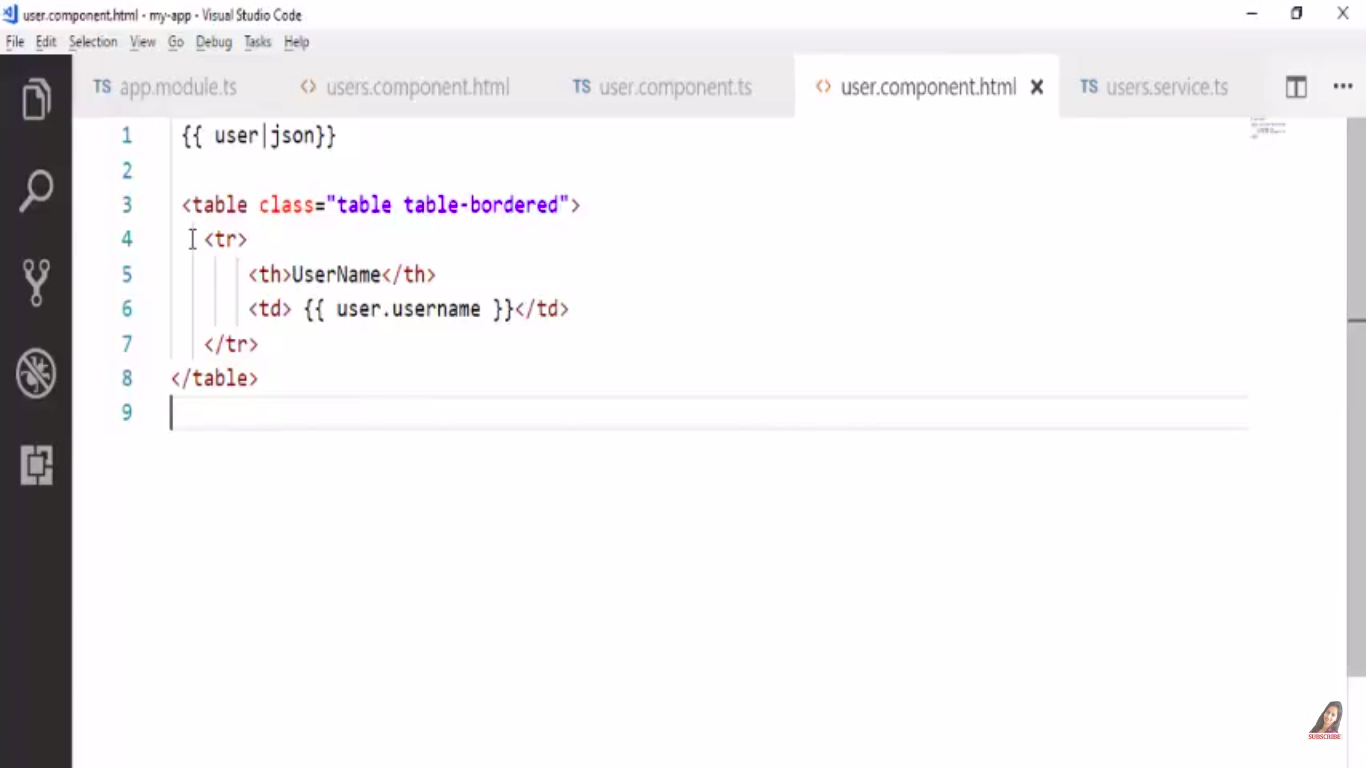 user.component.html - my-app - Visual Studio Code
File Edit Selection View Go Debug Tasks Help
TS app.module.ts <> users.component.html TS user.component.ts <> user.component.html TS users.service.ts
1 {{ user|json}}
2
3 <table class="table table-bordered">
4 <tr>
5 <th>UserName</th>
6 <td> {{ user.username }}</td>
7 </tr>
8 </table>
9
SUBSCRIBE